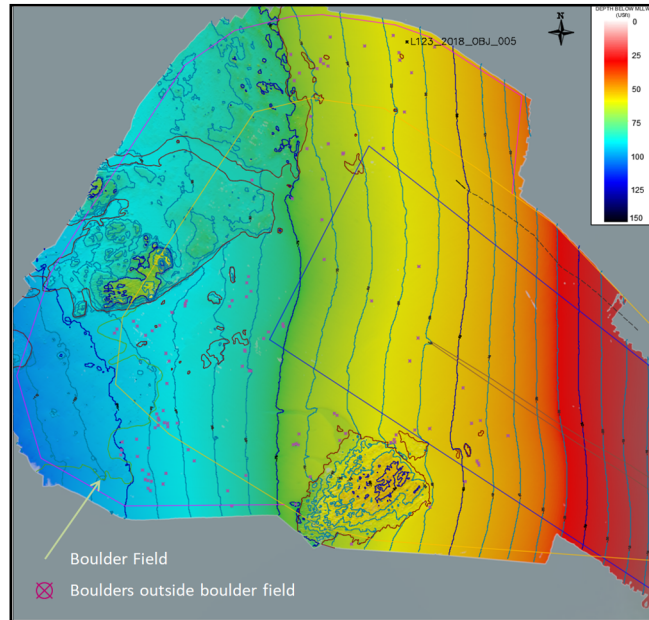 DEPTH BELOW MLLW
(USft)
0
25
50
75
100
125
150
N
L123_2018_OBJ_005
Boulder Field
Boulders outside boulder field